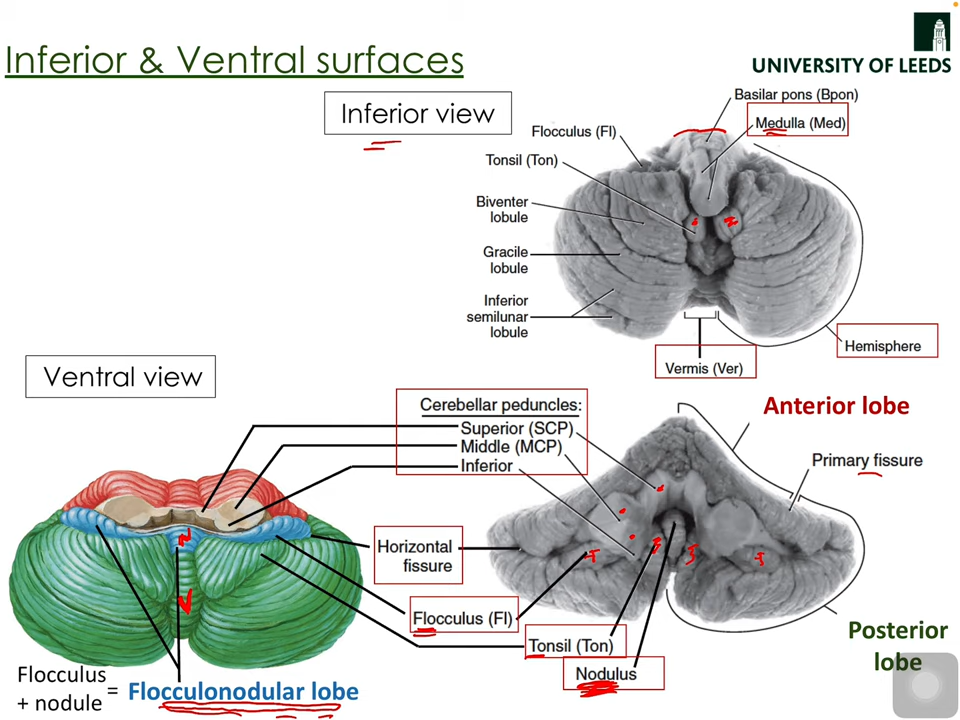 Inferior & Ventral surfaces
UNIVERSITY OF LEEDS
Inferior view
Basilar pons (Bpon)
Medulla (Med)
Flocculus (Fl)
Tonsil (Ton)
Biventer
lobule
Gracile
lobule
Inferior
semilunar
lobule
Hemisphere
Vermis (Ver)
Ventral view
Cerebellar peduncles:
Superior (SCP)
Middle (MCP)
Inferior
Anterior lobe
Primary fissure
Horizontal
fissure
Flocculus (Fl)
Tonsil (Ton)
Nodulus
Posterior
lobe
Flocculus
+ nodule
= Flocculonodular lobe
N
V